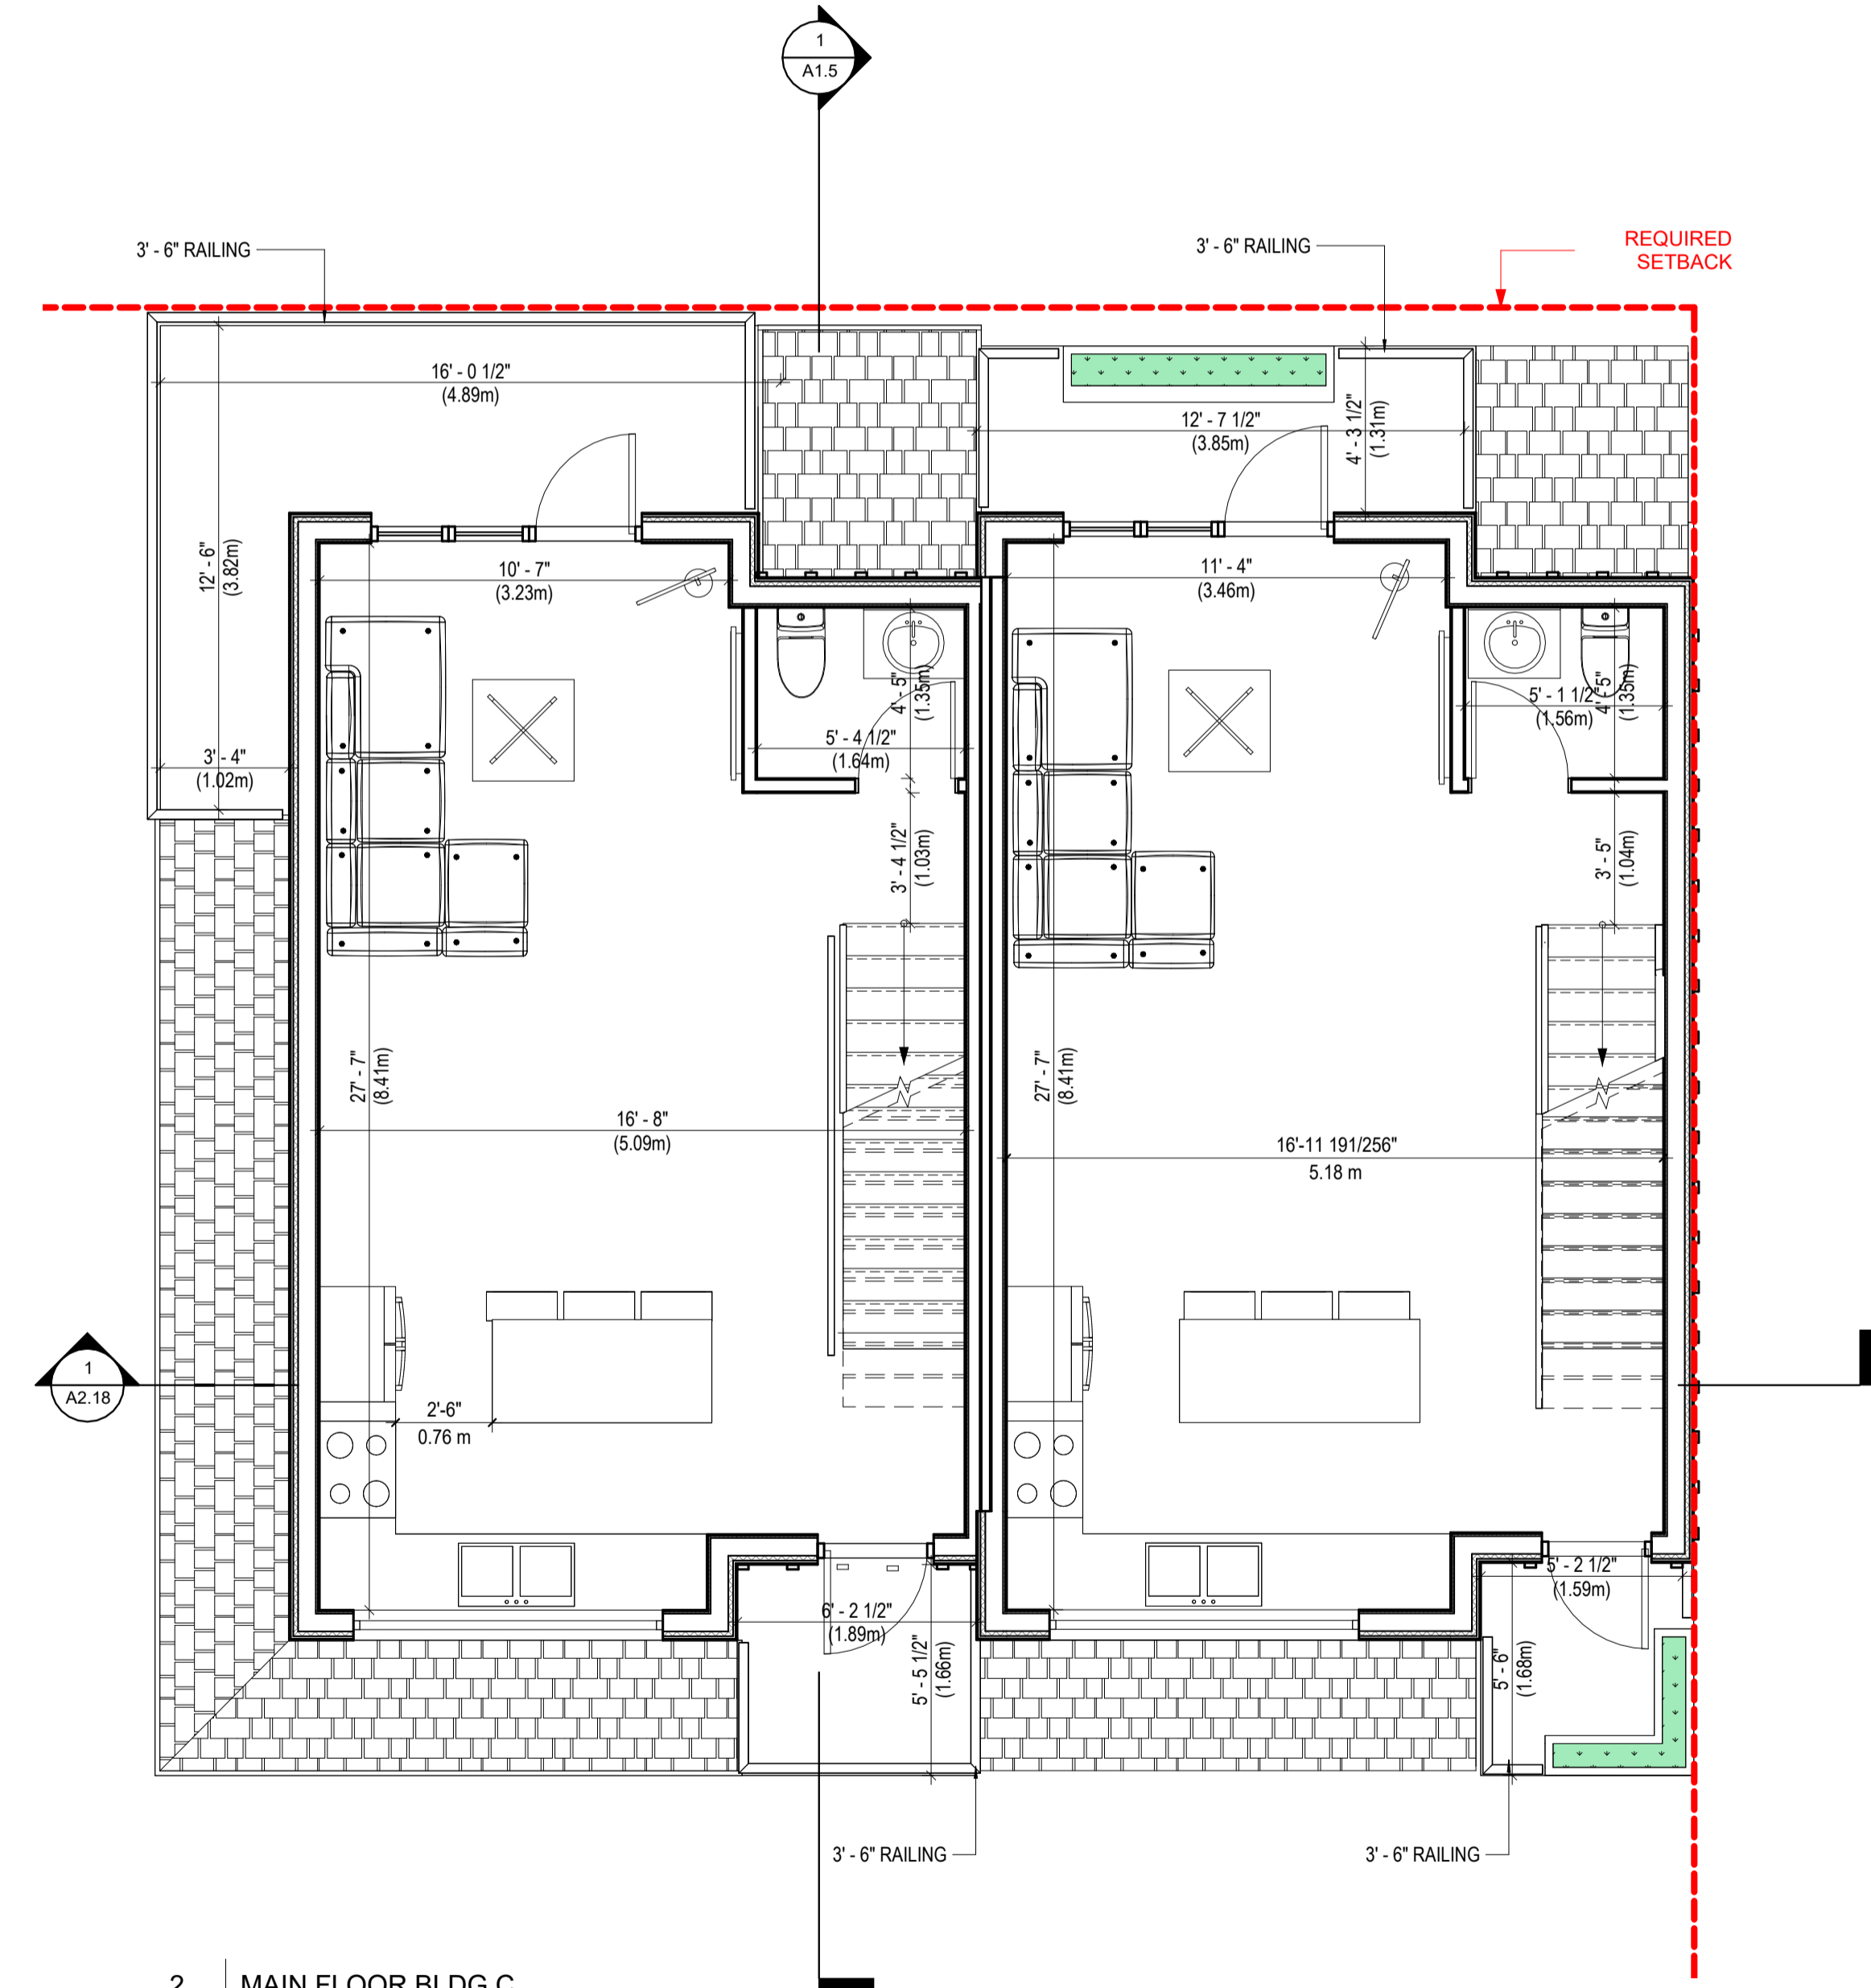 1
A1.5
3' - 6" RAILING
3' - 6" RAILING
REQUIRED
SETBACK
16' - 0 1/2"
(4.89m)
12' - 7 1/2"
(3.85m)
4' - 3 1/2"
(1.31m)
12' - 6"
(3.82m)
10' - 7"
(3.23m)
11' - 4"
(3.46m)
4' - 5"
(1.35m)
5' - 4 1/2"
(1.64m)
5' - 1 1/2"
(1.56m)
4' - 5"
(1.35m)
3' - 4"
(1.02m)
3' - 4 1/2"
(1.03m)
3' - 5"
(1.04m)
27' - 7"
(8.41m)
27' - 7"
(8.41m)
16' - 8"
(5.09m)
16'-11 191/256"
5.18 m
1
A2.18
2'-6"
0.76 m
6' - 2 1/2"
(1.89m)
5' - 5 1/2"
(1.66m)
5' - 2 1/2"
(1.59m)
5' - 6"
(1.68m)
3' - 6" RAILING
3' - 6" RAILING
2
MAIN FLOOR BLDG C